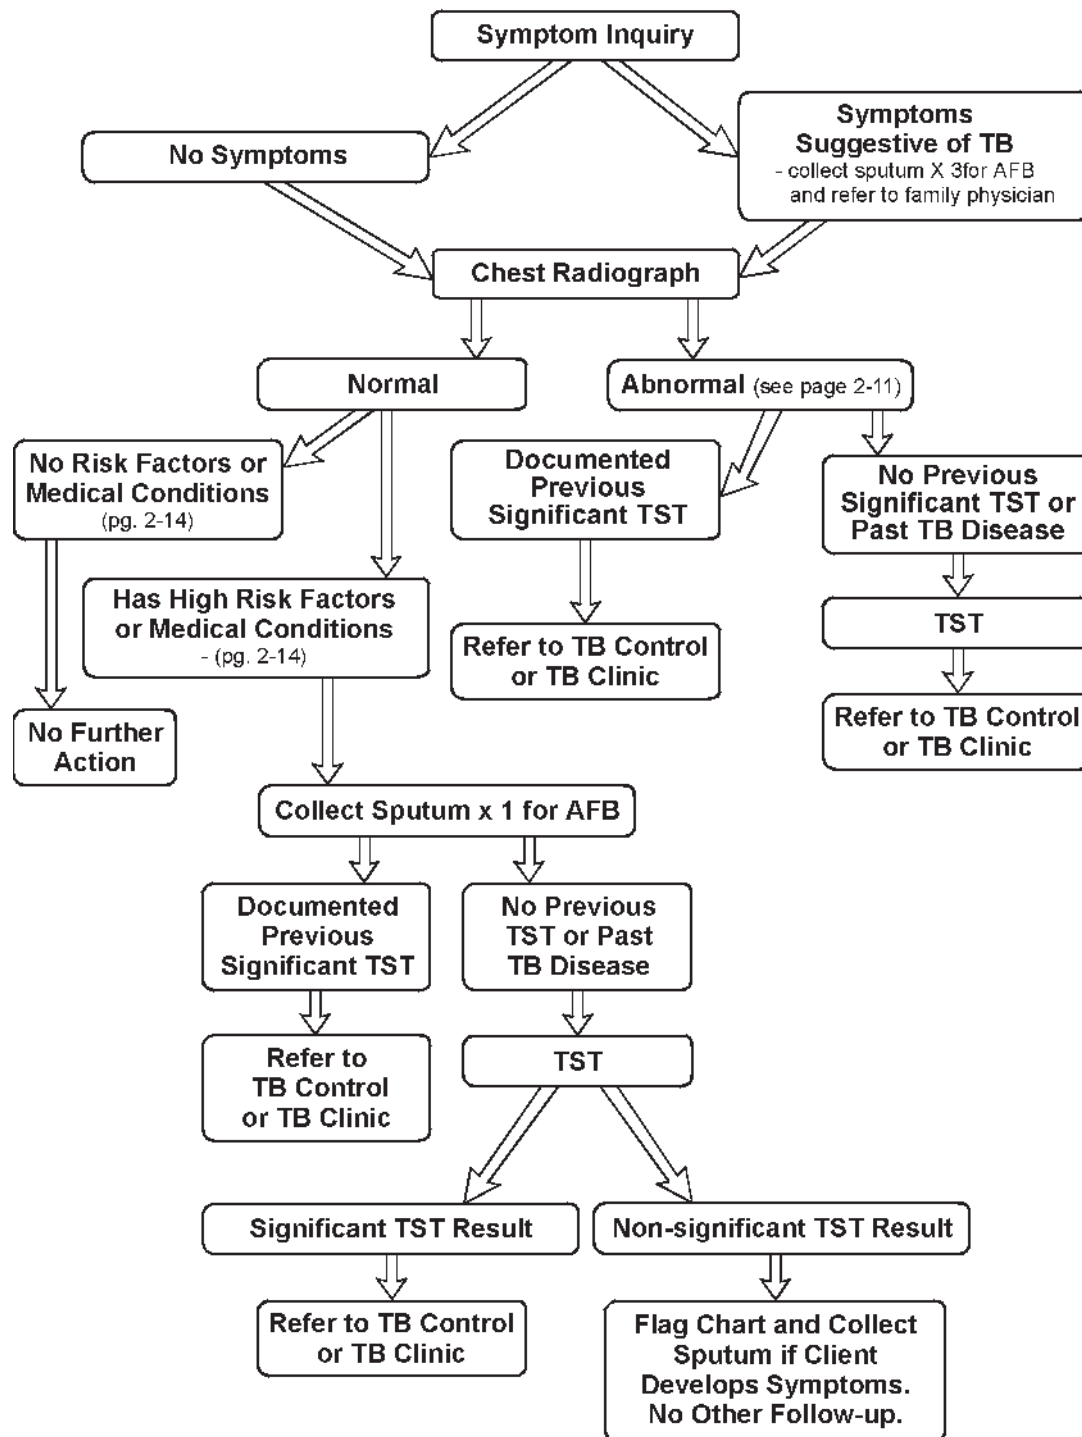 Symptom Inquiry
No Symptoms
Symptoms
Suggestive of TB
- collect sputum X 3for AFB
and refer to family physician
Chest Radiograph
Normal
Abnormal (see page 2-11)
No Risk Factors or
Medical Conditions
(pg. 2-14)
Documented
Previous
Significant TST
No Previous
Significant TST or
Past TB Disease
Has High Risk Factors
or Medical Conditions
- (pg. 2-14)
Refer to TB Control
or TB Clinic
TST
No Further
Action
Refer to TB Control
or TB Clinic
Collect Sputum x 1 for AFB
Documented
Previous
Significant TST
No Previous
TST or Past
TB Disease
Refer to
TB Control
or TB Clinic
TST
Significant TST Result
Non-significant TST Result
Refer to TB Control
or TB Clinic
Flag Chart and Collect
Sputum if Client
Develops Symptoms.
No Other Follow-up.